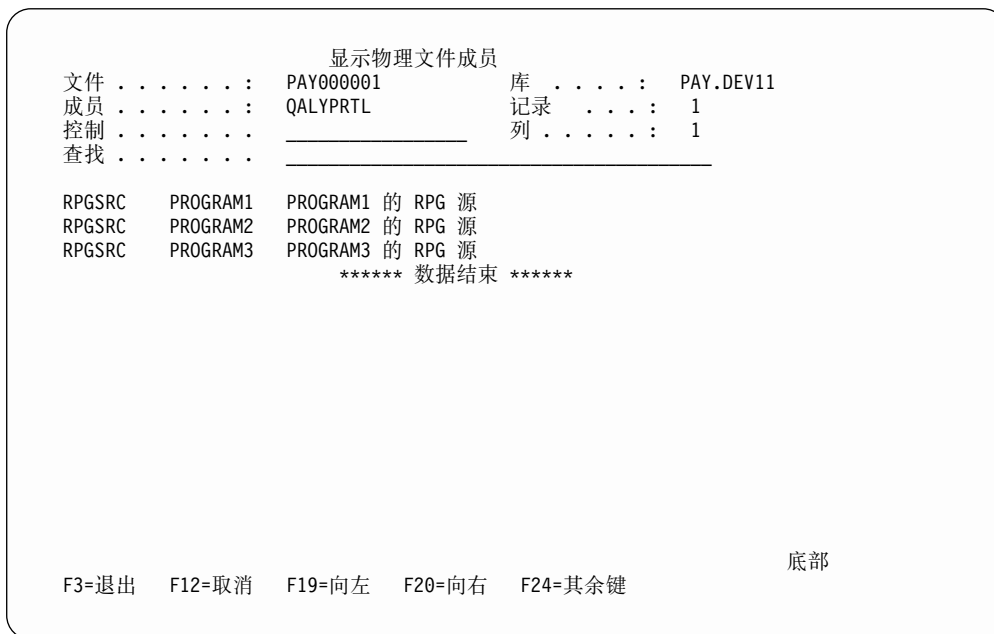 显示物理文件成员
文件 . . . . . . : PAY000001 库 . . . . : PAY.DEV11
成员 . . . . . . : QALYPRTL 记录 . . . : 1
控制 . . . . . . . _________________ 列 . . . . . : 1
查找 . . . . . . . ________________________________________
RPGSRC PROGRAM1 PROGRAM1 的 RPG 源
RPGSRC PROGRAM2 PROGRAM2 的 RPG 源
RPGSRC PROGRAM3 PROGRAM3 的 RPG 源
****** 数据结束 ******
底部
F3=退出 F12=取消 F19=向左 F20=向右 F24=其余键